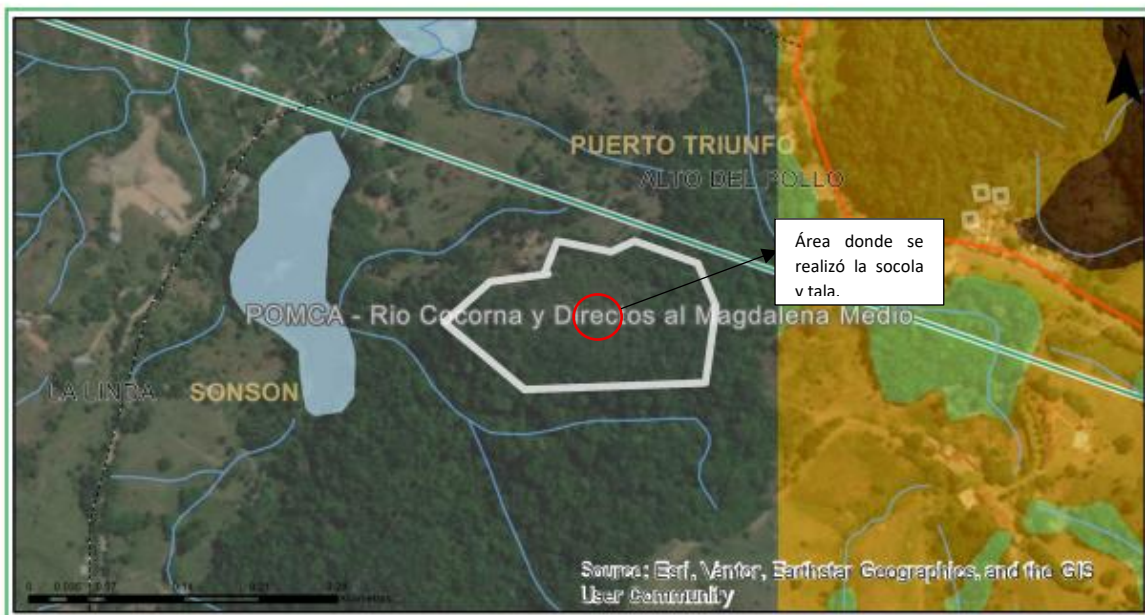 PUERTO TRIUNFO
ALTO DEL POLLO
Área donde se
realizó la socola
y tala.
POMCA - Río Cocorna y Directos al Magdalena Medio
LA LINDA
SONSON
Source: Esri, Vantor, Earthstar Geographics, and the GIS
User Community